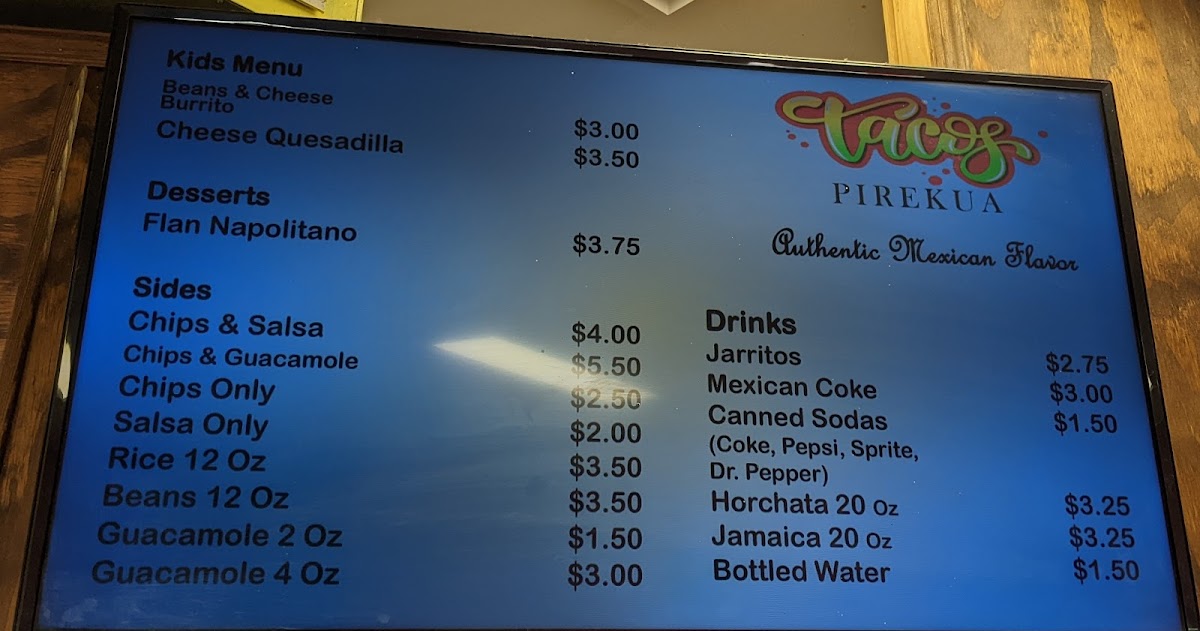 Kids Menu
Beans & Cheese
Burrito $3.00
Cheese Quesadilla $3.50
Desserts
Flan Napolitano $3.75
Sides
Chips & Salsa $4.00
Chips & Guacamole $5.50
Chips Only $2.50
Salsa Only $2.00
Rice 12 Oz $3.50
Beans 12 Oz $3.50
Guacamole 2 Oz $1.50
Guacamole 4 Oz $3.00
Tacos
PIREKUA
Authentic Mexican Flavor
Drinks
Jarritos $2.75
Mexican Coke $3.00
Canned Sodas $1.50
(Coke, Pepsi, Sprite,
Dr. Pepper)
Horchata 20 Oz $3.25
Jamaica 20 Oz $3.25
Bottled Water $1.50